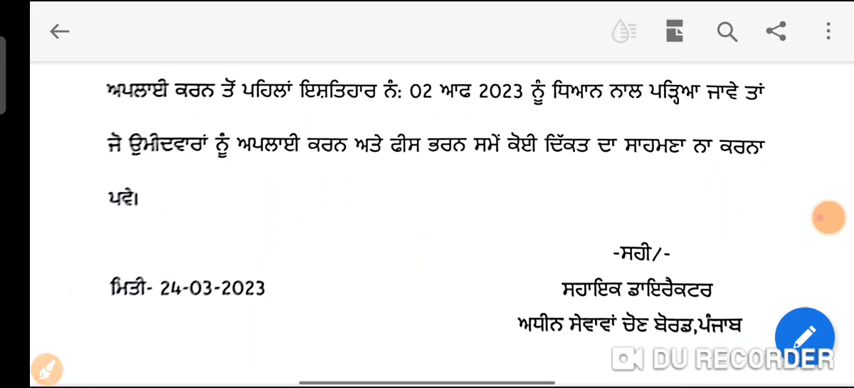 ਅਪਲਾਈ ਕਰਨ ਤੋਂ ਪਹਿਲਾਂ ਇਸ਼ਤਿਹਾਰ ਨੰ: 02 ਆਫ 2023 ਨੂੰ ਧਿਆਨ ਨਾਲ ਪੜ੍ਹਿਆ ਜਾਵੇ ਤਾਂ
ਜੋ ਉਮੀਦਵਾਰਾਂ ਨੂੰ ਅਪਲਾਈ ਕਰਨ ਅਤੇ ਫੀਸ ਭਰਨ ਸਮੇਂ ਕੋਈ ਦਿੱਕਤ ਦਾ ਸਾਹਮਣਾ ਨਾ ਕਰਨਾ
ਪਵੇ।
-ਸਹੀ/-
ਮਿਤੀ- 24-03-2023 ਸਹਾਇਕ ਡਾਇਰੈਕਟਰ
ਅਧੀਨ ਸੇਵਾਵਾਂ ਚੋਣ ਬੋਰਡ,ਪੰਜਾਬ
DU RECORDER